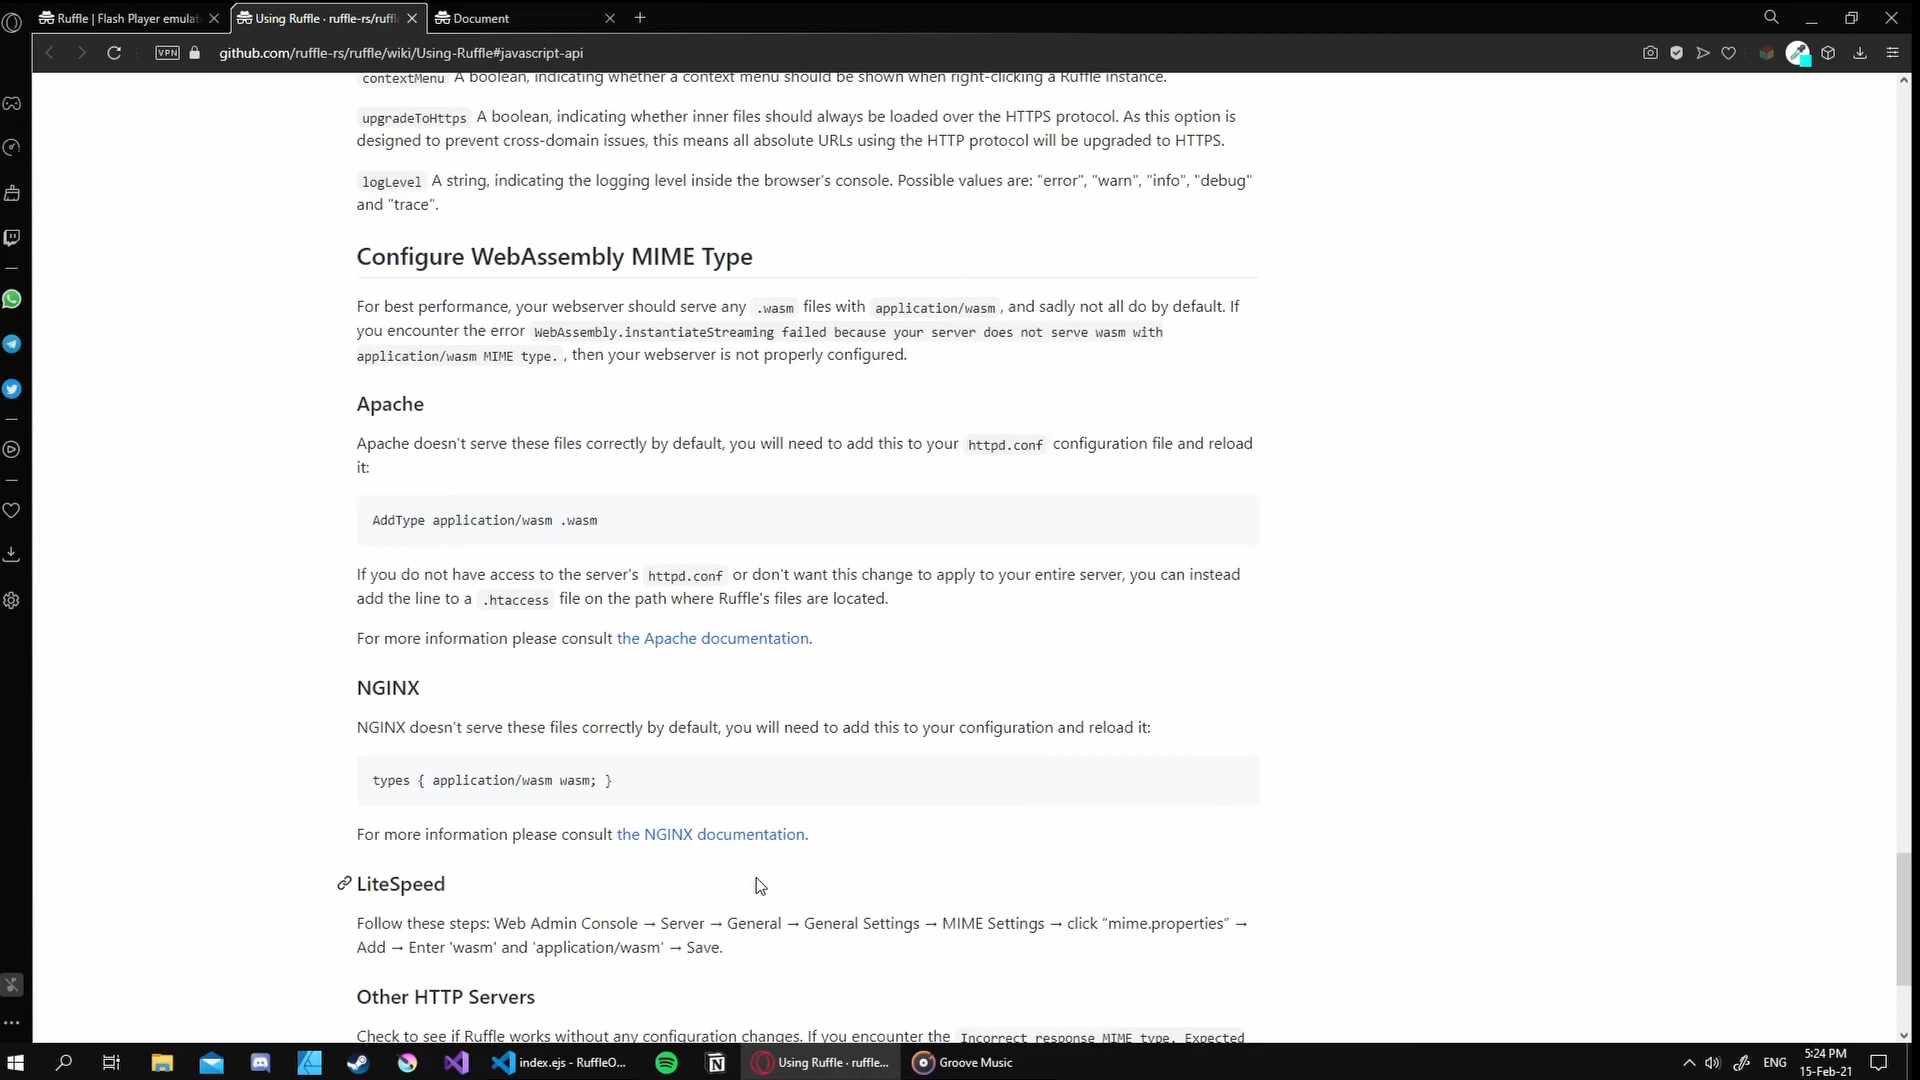 Ruffle | Flash Player emulat
Using Ruffle · ruffle-rs/ruffl
Document
VPN
github.com/ruffle-rs/ruffle/wiki/Using-Ruffle#javascript-api
contextMenu A boolean, indicating whether a context menu should be shown when right-clicking a Ruffle instance.
upgradeToHttps A boolean, indicating whether inner files should always be loaded over the HTTPS protocol. As this option is
designed to prevent cross-domain issues, this means all absolute URLs using the HTTP protocol will be upgraded to HTTPS.
logLevel A string, indicating the logging level inside the browser's console. Possible values are: "error", "warn", "info", "debug"
and "trace".
Configure WebAssembly MIME Type
For best performance, your webserver should serve any .wasm files with application/wasm, and sadly not all do by default. If
you encounter the error WebAssembly.instantiateStreaming failed because your server does not serve wasm with
application/wasm MIME type. , then your webserver is not properly configured.
Apache
Apache doesn't serve these files correctly by default, you will need to add this to your httpd.conf configuration file and reload
it:
AddType application/wasm .wasm
If you do not have access to the server's httpd.conf or don't want this change to apply to your entire server, you can instead
add the line to a .htaccess file on the path where Ruffle's files are located.
For more information please consult the Apache documentation.
NGINX
NGINX doesn't serve these files correctly by default, you will need to add this to your configuration and reload it:
types { application/wasm wasm; }
For more information please consult the NGINX documentation.
LiteSpeed
Follow these steps: Web Admin Console → Server → General → General Settings → MIME Settings → click “mime.properties” →
Add → Enter 'wasm' and 'application/wasm' → Save.
Other HTTP Servers
Check to see if Ruffle works without any configuration changes. If you encounter the Incorrect response MIME type. Expected
index.ejs - RuffleO...
Using Ruffle · ruffle...
Groove Music
ENG
5:24 PM
15-Feb-21